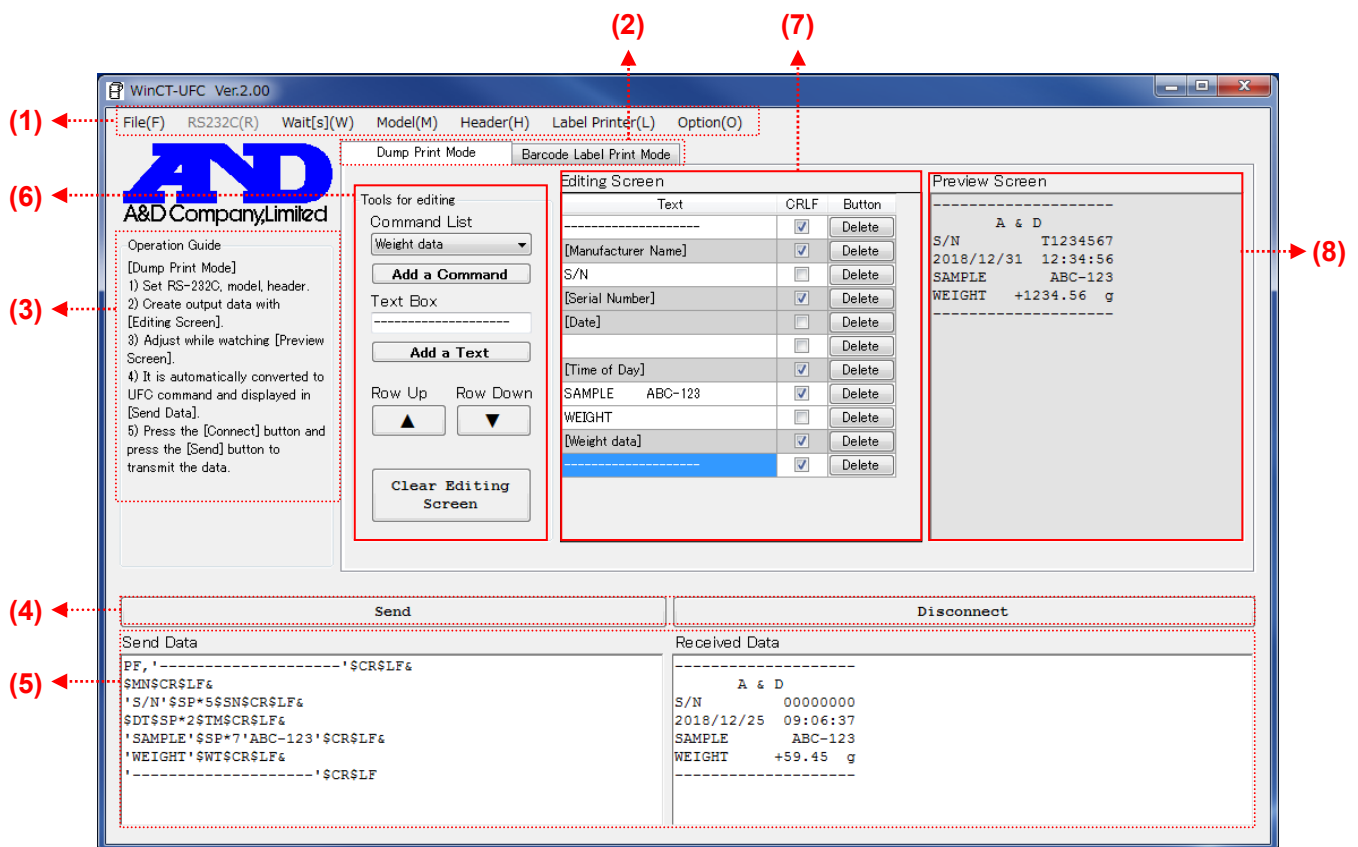 (2)
(7)
WinCT-UFC Ver.2.00
(1)
File(F) RS232C(R) Wait[s](W) Model(M) Header(H) Label Printer(L) Option(O)
Dump Print Mode
Barcode Label Print Mode
AND
A&D Company,Limited
(3)
Operation Guide
[Dump Print Mode]
1) Set RS-232C, model, header.
2) Create output data with
[Editing Screen].
3) Adjust while watching [Preview
Screen].
4) It is automatically converted to
UFC command and displayed in
[Send Data].
5) Press the [Connect] button and
press the [Send] button to
transmit the data.
(6)
Tools for editing
Command List
Weight data
Add a Command
Text Box
--------------------
Add a Text
Row Up Row Down
▲ ▼
Clear Editing
Screen
Editing Screen
Text CRLF Button
-------------------- Delete
[Manufacturer Name] Delete
S/N Delete
[Serial Number] Delete
[Date] Delete
Delete
[Time of Day] Delete
SAMPLE ABC-123 Delete
WEIGHT Delete
[Weight data] Delete
-------------------- Delete
Preview Screen
--------------------
A & D
S/N T1234567
2018/12/31 12:34:56
SAMPLE ABC-123
WEIGHT +1234.56 g
--------------------
(8)
(4)
Send
Disconnect
(5)
Send Data
PF,'--------------------'$CR$LF&
$MN$CR$LF&
'S/N'$SP*5$SN$CR$LF&
$DT$SP*2$TM$CR$LF&
'SAMPLE'$SP*7'ABC-123'$CR$LF&
'WEIGHT'$WT$CR$LF&
'--------------------'$CR$LF
Received Data
--------------------
A & D
S/N 00000000
2018/12/25 09:06:37
SAMPLE ABC-123
WEIGHT +59.45 g
--------------------